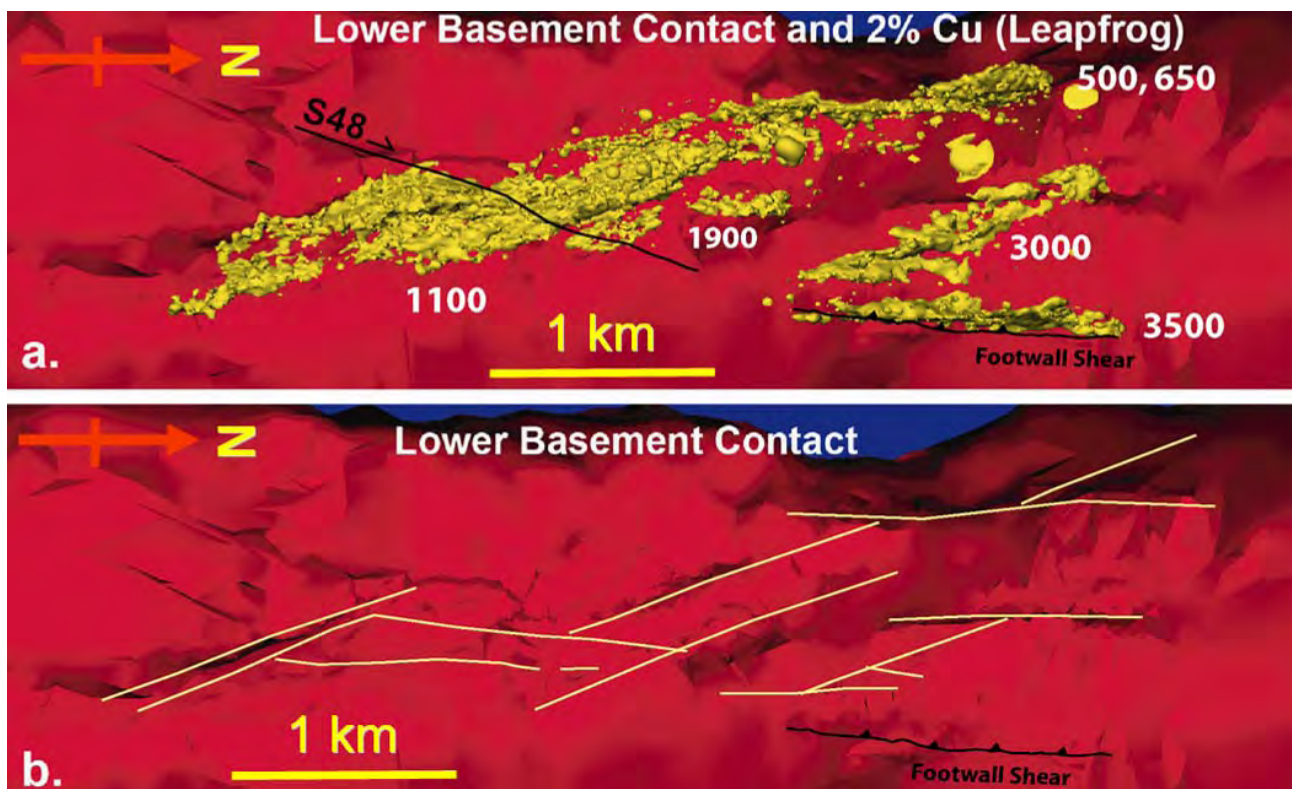 Lower Basement Contact and 2% Cu (Leapfrog)
N
500, 650
S48→
1900
3000
1100
3500
1 km
Footwall Shear
a.
Lower Basement Contact
N
1 km
Footwall Shear
b.